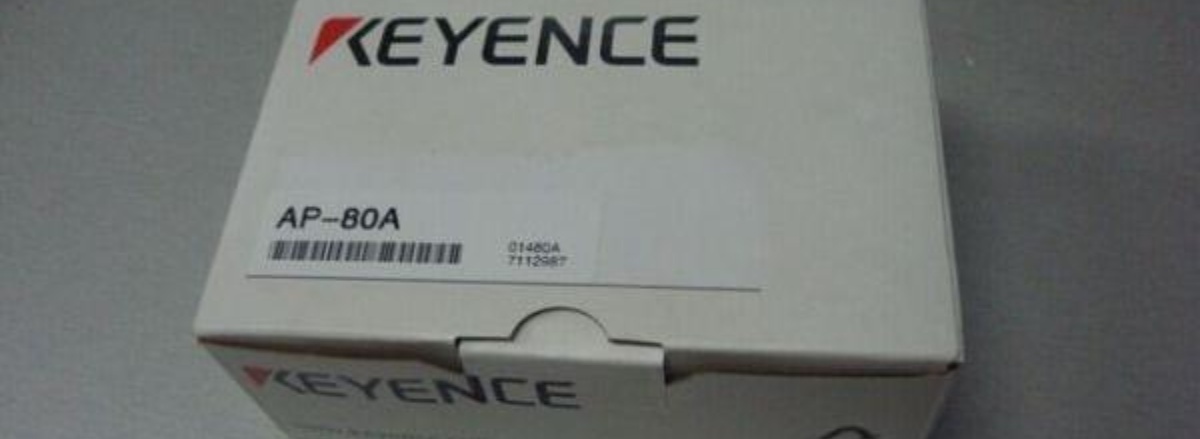 KEYENCE
AP-80A
01480A
7112987
KEYENCE